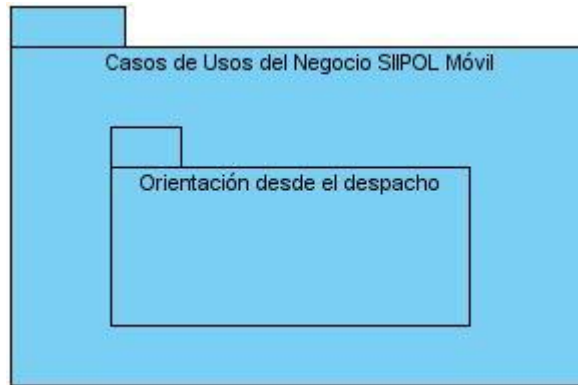 Casos de Usos del Negocio SIIPOL Móvil
Orientación desde el despacho